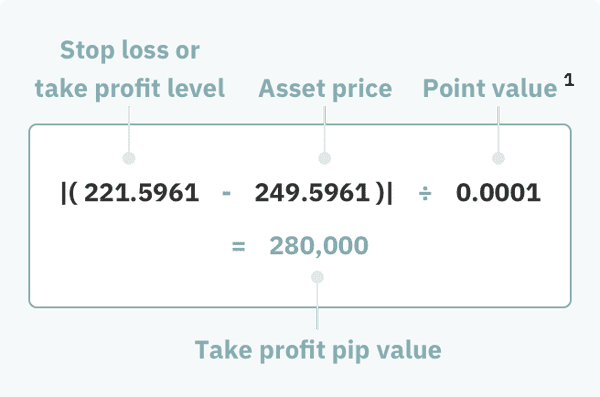 Stop loss or
take profit level Asset price Point value 1
|( 221.5961 - 249.5961 )| ÷ 0.0001
= 280,000
Take profit pip value